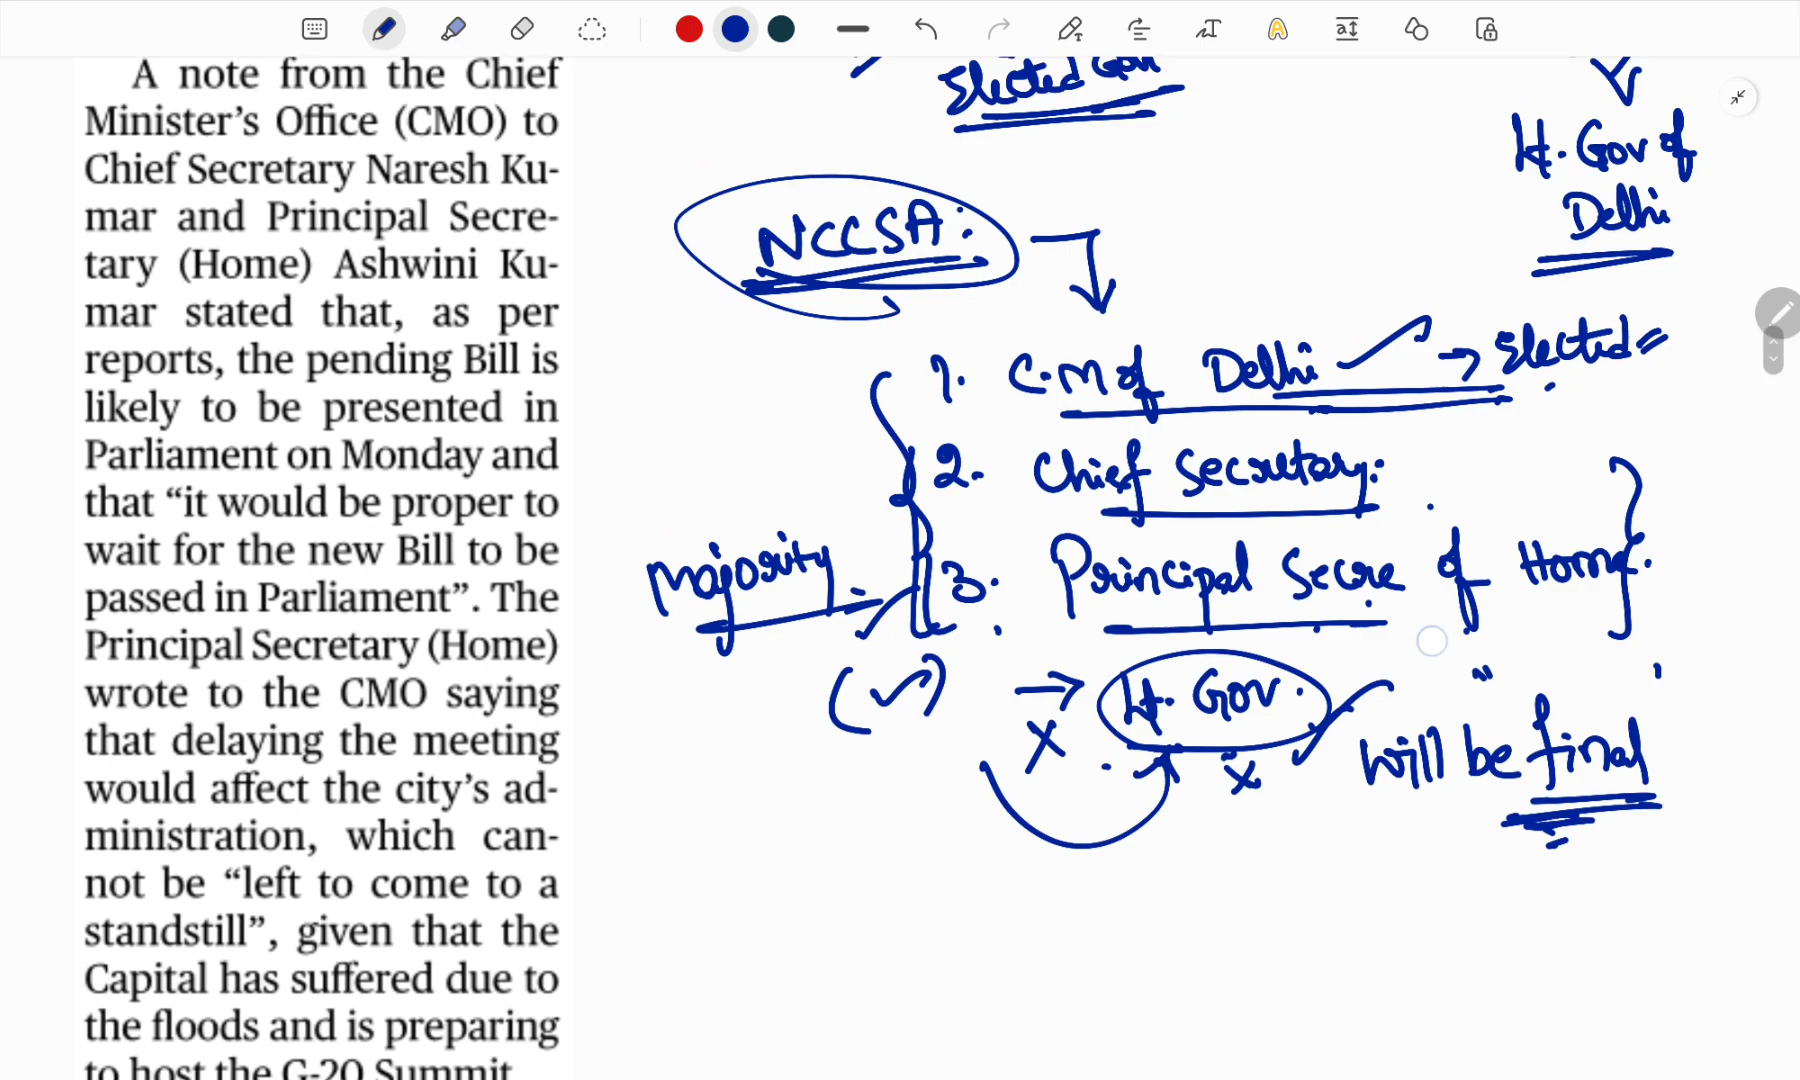 A note from the Chief
Minister’s Office (CMO) to
Chief Secretary Naresh Ku-
mar and Principal Secre-
tary (Home) Ashwini Ku-
mar stated that, as per
reports, the pending Bill is
likely to be presented in
Parliament on Monday and
that “it would be proper to
wait for the new Bill to be
passed in Parliament”. The
Principal Secretary (Home)
wrote to the CMO saying
that delaying the meeting
would affect the city’s ad-
ministration, which can-
not be “left to come to a
standstill”, given that the
Capital has suffered due to
the floods and is preparing
to host the G-20 Summit
Elected Gov
Lt. Gov of
Delhi
NCCSA:
1. C.M of Delhi → Elected
2. Chief Secretary:
3. Principal Secre of Home.
Majority
→ Lt. Gov.
will be final